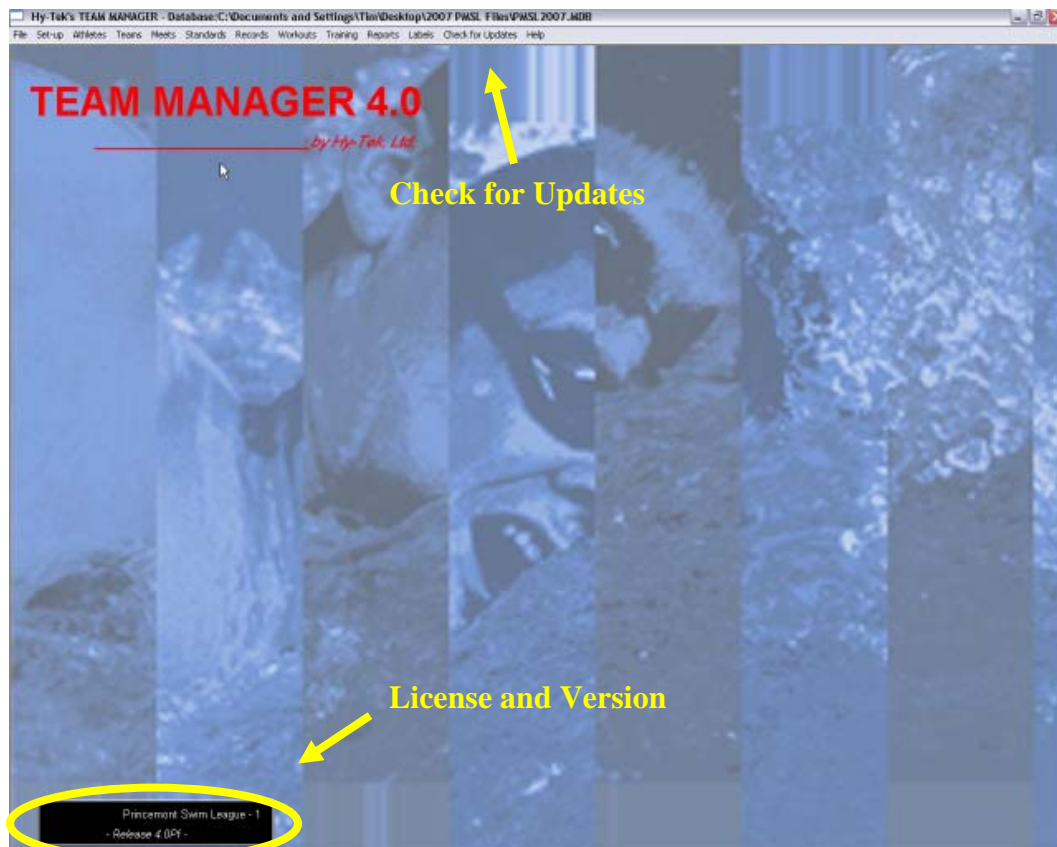 Hy-Tek's TEAM MANAGER - Database:C:\Documents and Settings\Tim\Desktop\2007 PMSL Files\PMSL2007.MDB
File Set-up Athletes Teams Meets Standards Records Workouts Training Reports Labels Check for Updates Help
TEAM MANAGER 4.0
by Hy-Tek, Ltd.
Check for Updates
License and Version
Princemont Swim League - 1
- Release 4.0Pf -